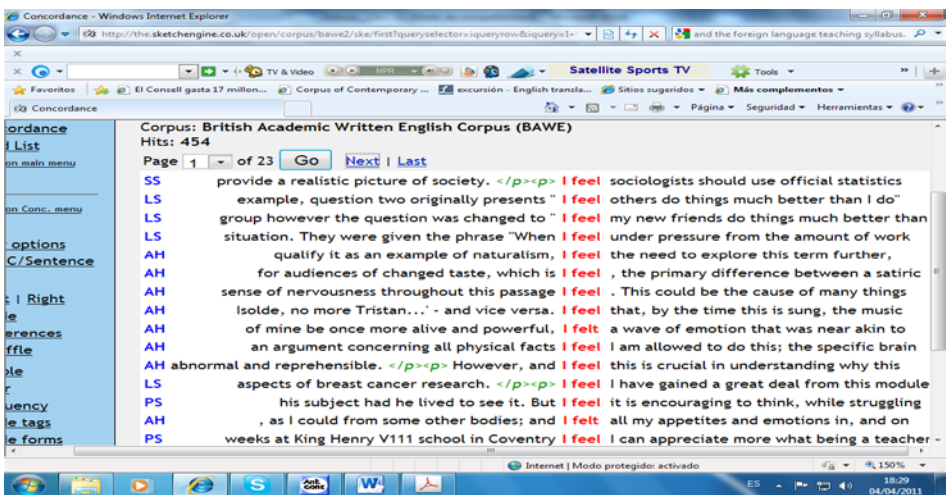 Concordance - Windows Internet Explorer
http://the.sketchengine.co.uk/open/corpus/bawe2/ske/first?queryselector=iqueryrow&iquery=I+ and the foreign language teaching syllabus.
TV & Video NPR Satellite Sports TV Tools
Favoritos El Consell gasta 17 millon... Corpus of Contemporary ... excursión - English transla... Sitios sugeridos Más complementos
Concordance Página Seguridad Herramientas
ordance Corpus: British Academic Written English Corpus (BAWE)
List Hits: 454
on main menu Page 1 of 23 Go Next | Last
SS provide a realistic picture of society. </p><p> I feel sociologists should use official statistics
LS example, question two originally presents " I feel others do things much better than I do"
on Conc. menu LS group however the question was changed to " I feel my new friends do things much better than
options LS situation. They were given the phrase "When I feel under pressure from the amount of work
C/Sentence AH qualify it as an example of naturalism, I feel the need to explore this term further,
AH for audiences of changed taste, which is I feel , the primary difference between a satiric
| Right AH sense of nervousness throughout this passage I feel . This could be the cause of many things
AH Isolde, no more Tristan...' - and vice versa. I feel that, by the time this is sung, the music
erences AH of mine be once more alive and powerful, I felt a wave of emotion that was near akin to
ffle AH an argument concerning all physical facts I feel I am allowed to do this; the specific brain
AH abnormal and reprehensible. </p><p> However, and I feel this is crucial in understanding why this
LS aspects of breast cancer research. </p><p> I feel I have gained a great deal from this module
uency PS his subject had he lived to see it. But I feel it is encouraging to think, while struggling
e tags AH , as I could from some other bodies; and I felt all my appetites and emotions in, and on
e forms PS weeks at King Henry V111 school in Coventry I feel I can appreciate more what being a teacher
Internet | Modo protegido: activado 150%
ES 18:29
04/04/2011